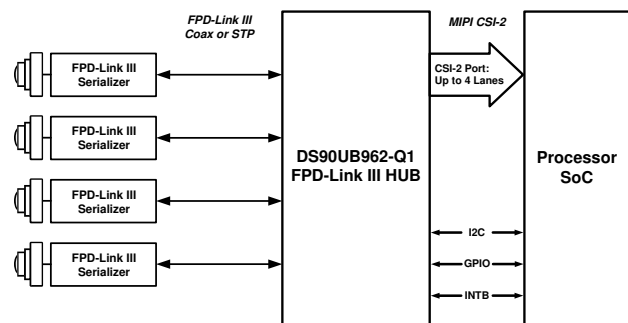 FPD-Link III
Coax or STP
MIPI CSI-2
FPD-Link III
Serializer
FPD-Link III
Serializer
FPD-Link III
Serializer
FPD-Link III
Serializer
DS90UB962-Q1
FPD-Link III HUB
CSI-2 Port:
Up to 4 Lanes
I2C
GPIO
INTB
Processor
SoC